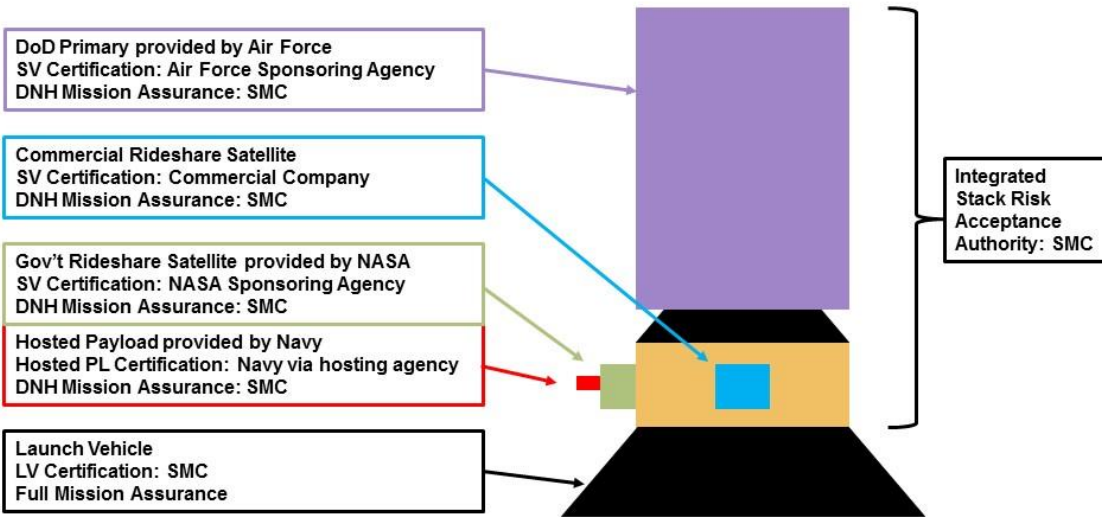 DoD Primary provided by Air Force
SV Certification: Air Force Sponsoring Agency
DNH Mission Assurance: SMC
Commercial Rideshare Satellite
SV Certification: Commercial Company
DNH Mission Assurance: SMC
Gov't Rideshare Satellite provided by NASA
SV Certification: NASA Sponsoring Agency
DNH Mission Assurance: SMC
Hosted Payload provided by Navy
Hosted PL Certification: Navy via hosting agency
DNH Mission Assurance: SMC
Launch Vehicle
LV Certification: SMC
Full Mission Assurance
Integrated
Stack Risk
Acceptance
Authority: SMC